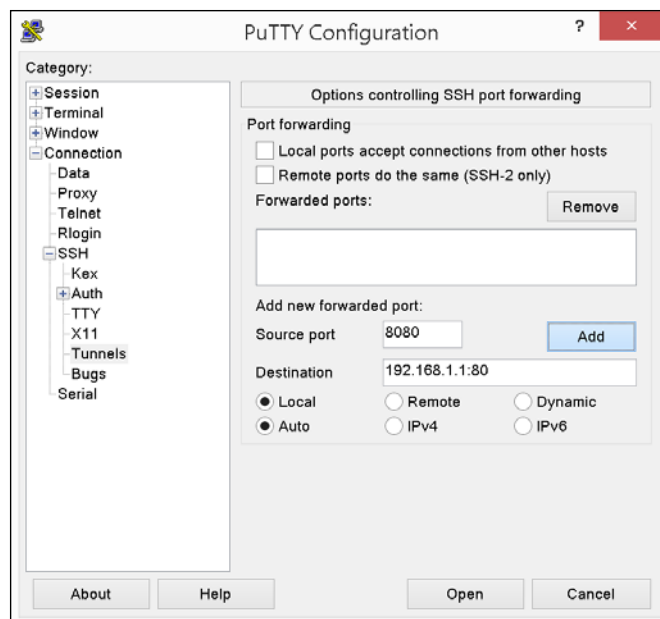 PuTTY Configuration
?
×
Category:
Session
Terminal
Window
Connection
Data
Proxy
Telnet
Rlogin
SSH
Kex
Auth
TTY
X11
Tunnels
Bugs
Serial
Options controlling SSH port forwarding
Port forwarding
Local ports accept connections from other hosts
Remote ports do the same (SSH-2 only)
Forwarded ports:
Remove
Add new forwarded port:
Source port 8080 Add
Destination 192.168.1.1:80
Local Remote Dynamic
Auto IPv4 IPv6
About Help Open Cancel